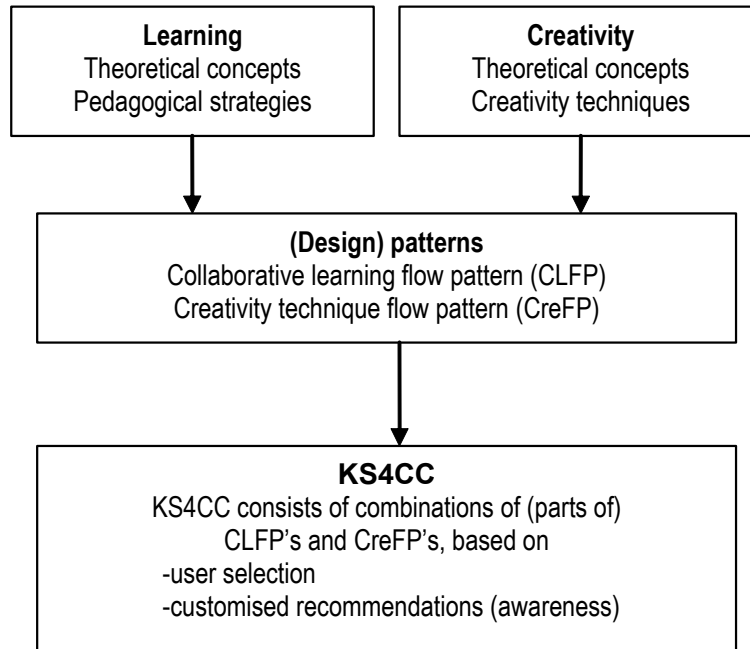 Learning
Theoretical concepts
Pedagogical strategies
Creativity
Theoretical concepts
Creativity techniques
(Design) patterns
Collaborative learning flow pattern (CLFP)
Creativity technique flow pattern (CreFP)
KS4CC
KS4CC consists of combinations of (parts of)
CLFP's and CreFP's, based on
-user selection
-customised recommendations (awareness)